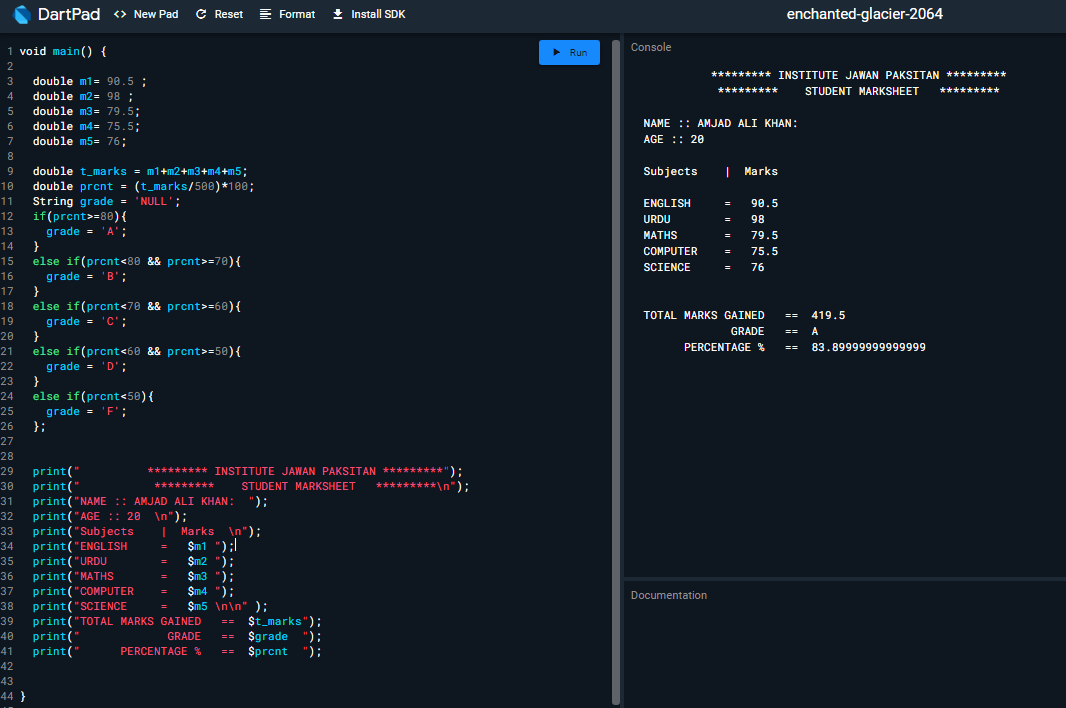 DartPad <> New Pad Reset Format Install SDK enchanted-glacier-2064
1 void main() {
2
3   double m1= 90.5 ;
4   double m2= 98 ;
5   double m3= 79.5;
6   double m4= 75.5;
7   double m5= 76;
8
9   double t_marks = m1+m2+m3+m4+m5;
10   double prcnt = (t_marks/500)*100;
11   String grade = 'NULL';
12   if(prcnt>=80){
13     grade = 'A';
14   }
15   else if(prcnt<80 && prcnt>=70){
16     grade = 'B';
17   }
18   else if(prcnt<70 && prcnt>=60){
19     grade = 'C';
20   }
21   else if(prcnt<60 && prcnt>=50){
22     grade = 'D';
23   }
24   else if(prcnt<50){
25     grade = 'F';
26   };
27
28
29   print("          ********* INSTITUTE JAWAN PAKSITAN *********");
30   print("           *********    STUDENT MARKSHEET   *********\n");
31   print("NAME :: AMJAD ALI KHAN:  ");
32   print("AGE :: 20  \n");
33   print("Subjects    |  Marks  \n");
34   print("ENGLISH     =   $m1 ");
35   print("URDU        =   $m2 ");
36   print("MATHS       =   $m3 ");
37   print("COMPUTER    =   $m4 ");
38   print("SCIENCE     =   $m5 \n\n" );
39   print("TOTAL MARKS GAINED   ==  $t_marks");
40   print("             GRADE   ==  $grade  ");
41   print("      PERCENTAGE %   ==  $prcnt  ");
42
43
44 }
Run
Console
********* INSTITUTE JAWAN PAKSITAN *********
*********    STUDENT MARKSHEET   *********
NAME :: AMJAD ALI KHAN:
AGE :: 20
Subjects    |  Marks
ENGLISH     =   90.5
URDU        =   98
MATHS       =   79.5
COMPUTER    =   75.5
SCIENCE     =   76
TOTAL MARKS GAINED   ==  419.5
GRADE   ==  A
PERCENTAGE %   ==  83.89999999999999
Documentation